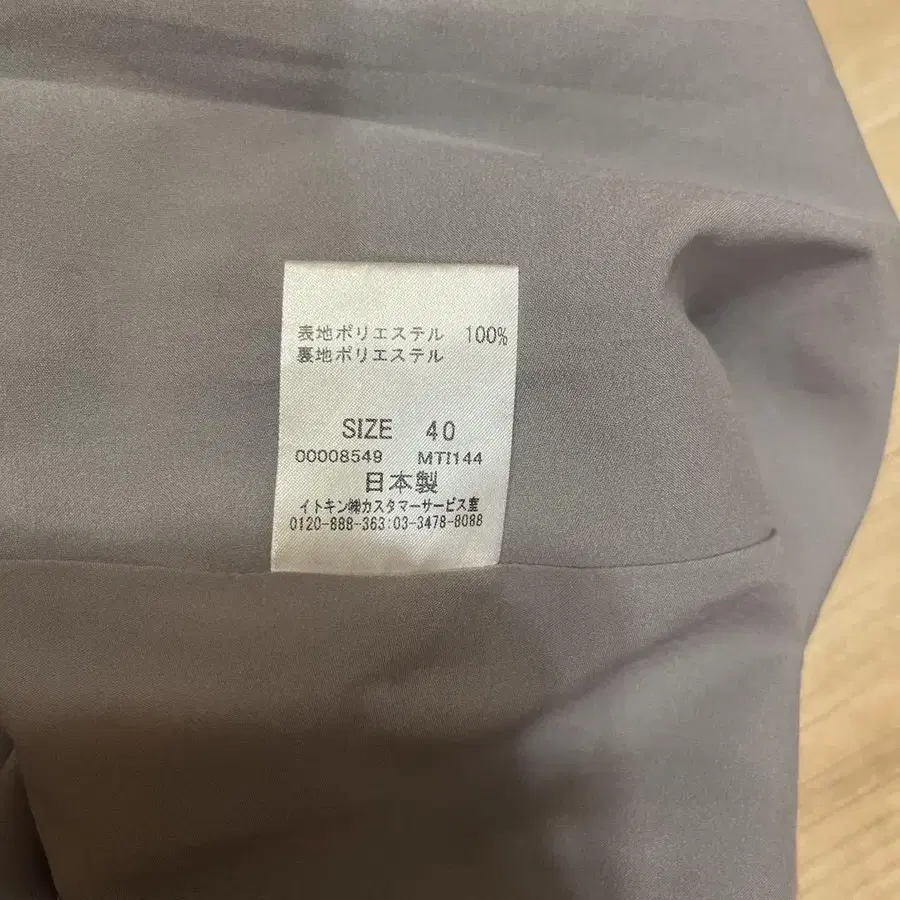 表地ポリエステル 100%
裏地ポリエステル
SIZE 40
00008549 MTI144
日本製
イトキン㈱カスタマーサービス室
0120-888-363:03-3478-8088